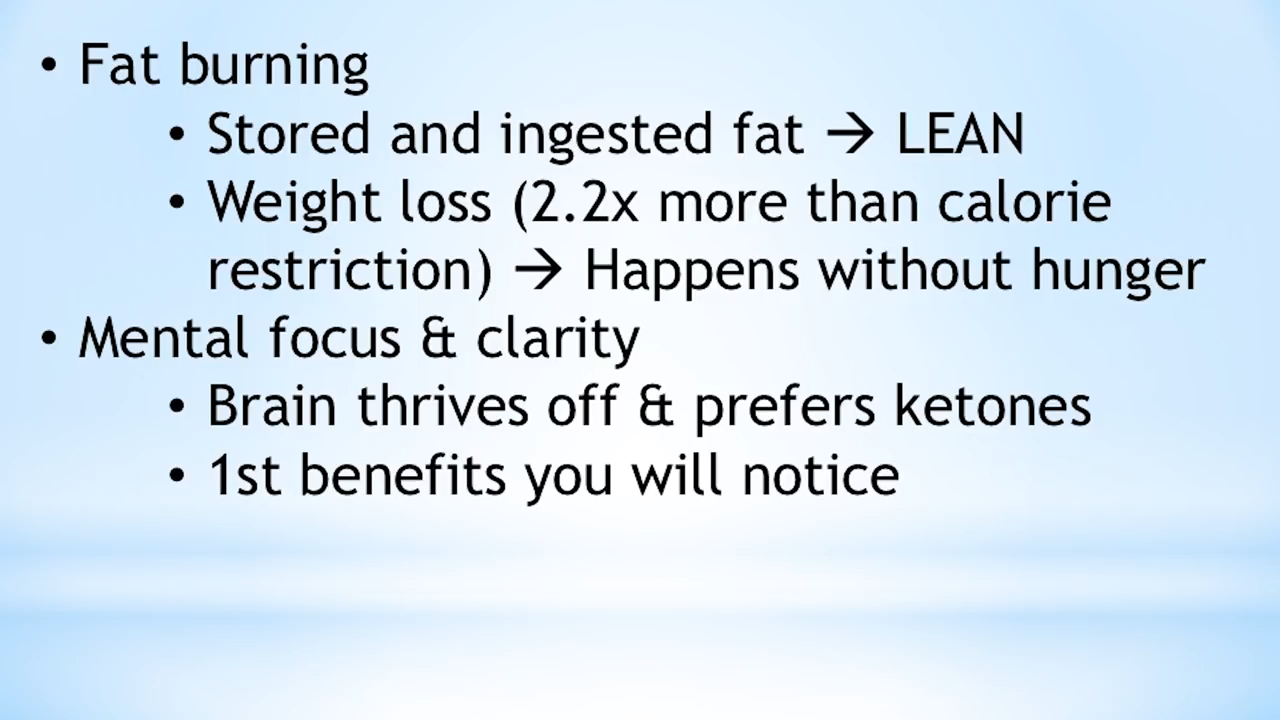 • Fat burning
• Stored and ingested fat → LEAN
• Weight loss (2.2x more than calorie
restriction) → Happens without hunger
• Mental focus & clarity
• Brain thrives off & prefers ketones
• 1st benefits you will notice